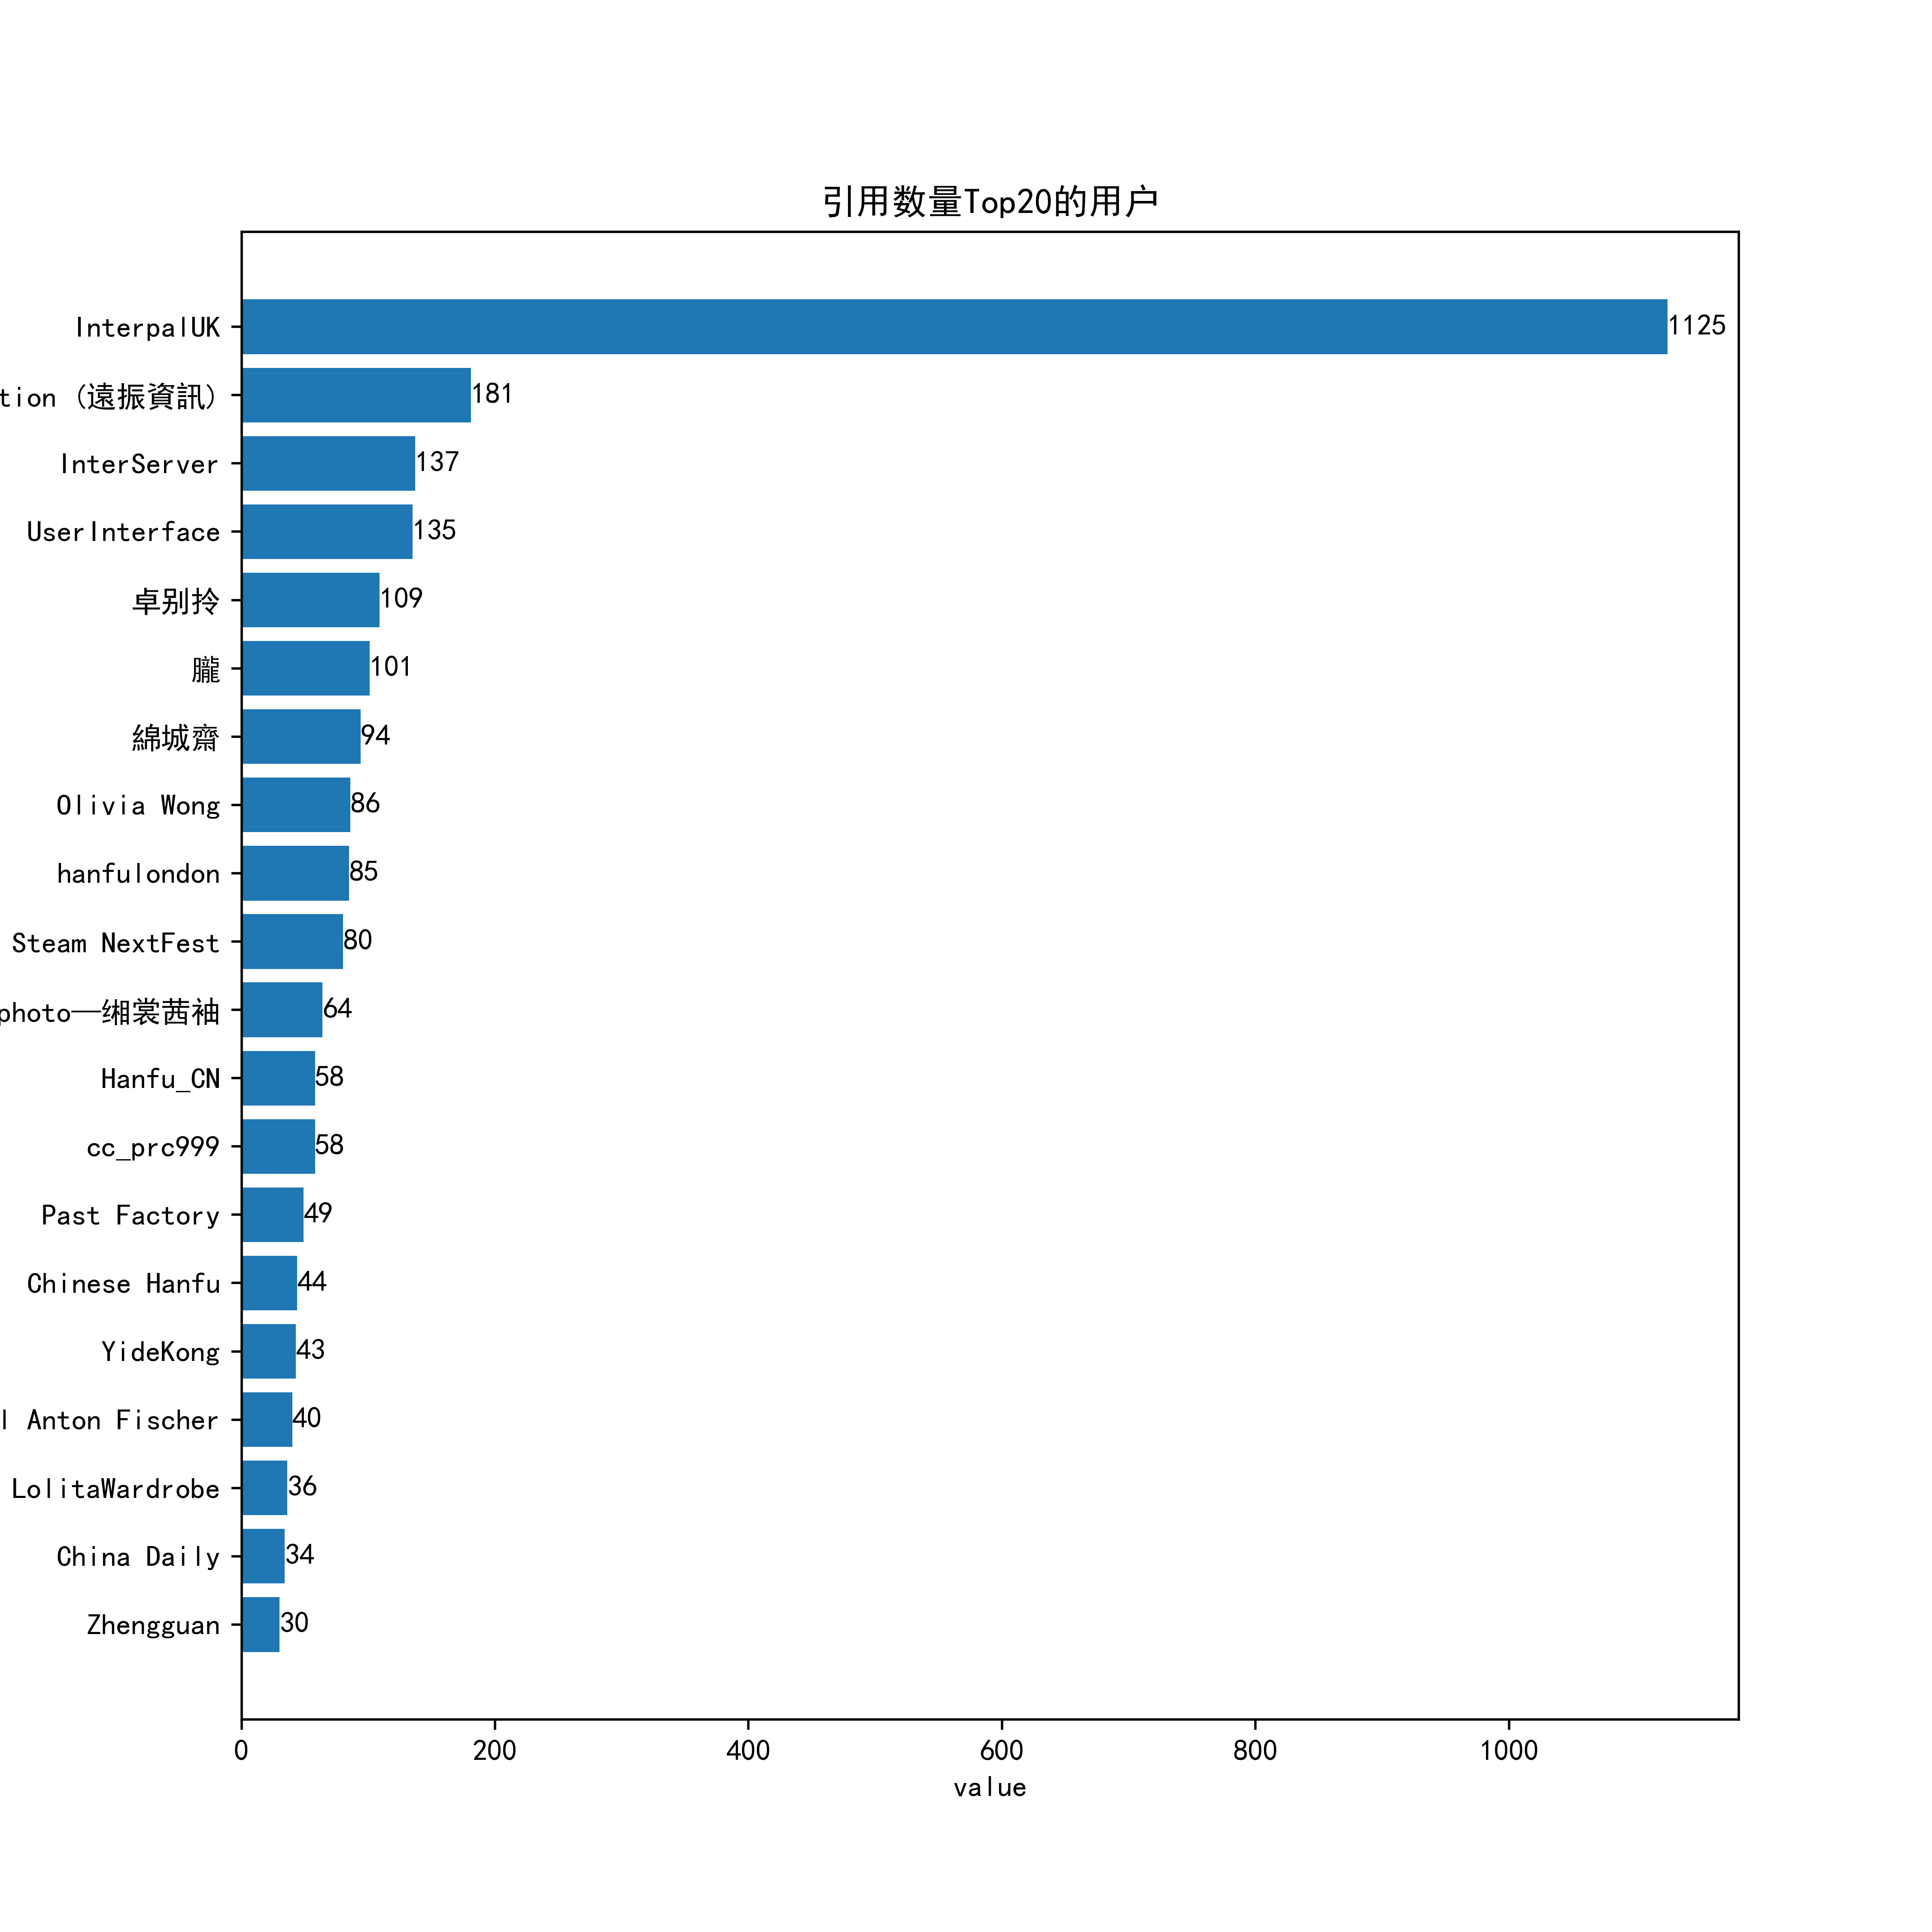 引用数量Top20的用户
InterpalUK
1125
tion (遠振資訊)
181
InterServer
137
UserInterface
135
卓别拎
109
朧
101
綿城齋
94
Olivia Wong
86
hanfulondon
85
Steam NextFest
80
photo—缃裳茜袖
64
Hanfu_CN
58
cc_prc999
58
Past Factory
49
Chinese Hanfu
44
YideKong
43
l Anton Fischer
40
LolitaWardrobe
36
China Daily
34
Zhengguan
30
0 200 400 600 800 1000
value